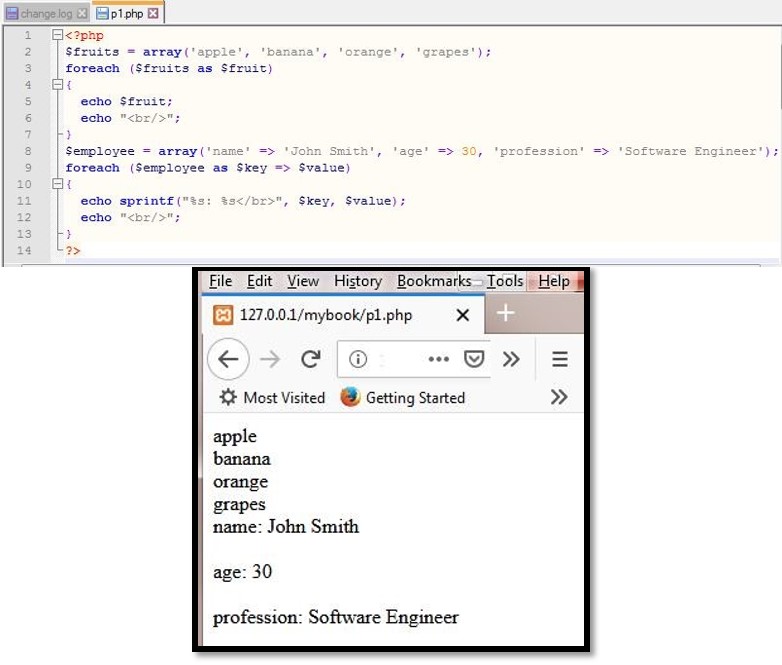 change.log p1.php
1 <?php
2 $fruits = array('apple', 'banana', 'orange', 'grapes');
3 foreach ($fruits as $fruit)
4 {
5 echo $fruit;
6 echo "<br/>";
7 }
8 $employee = array('name' => 'John Smith', 'age' => 30, 'profession' => 'Software Engineer');
9 foreach ($employee as $key => $value)
10 {
11 echo sprintf("%s: %s</br>", $key, $value);
12 echo "<br/>";
13 }
14 ?>
File Edit View History Bookmarks Tools Help
127.0.0.1/mybook/p1.php
Most Visited Getting Started
apple
banana
orange
grapes
name: John Smith
age: 30
profession: Software Engineer